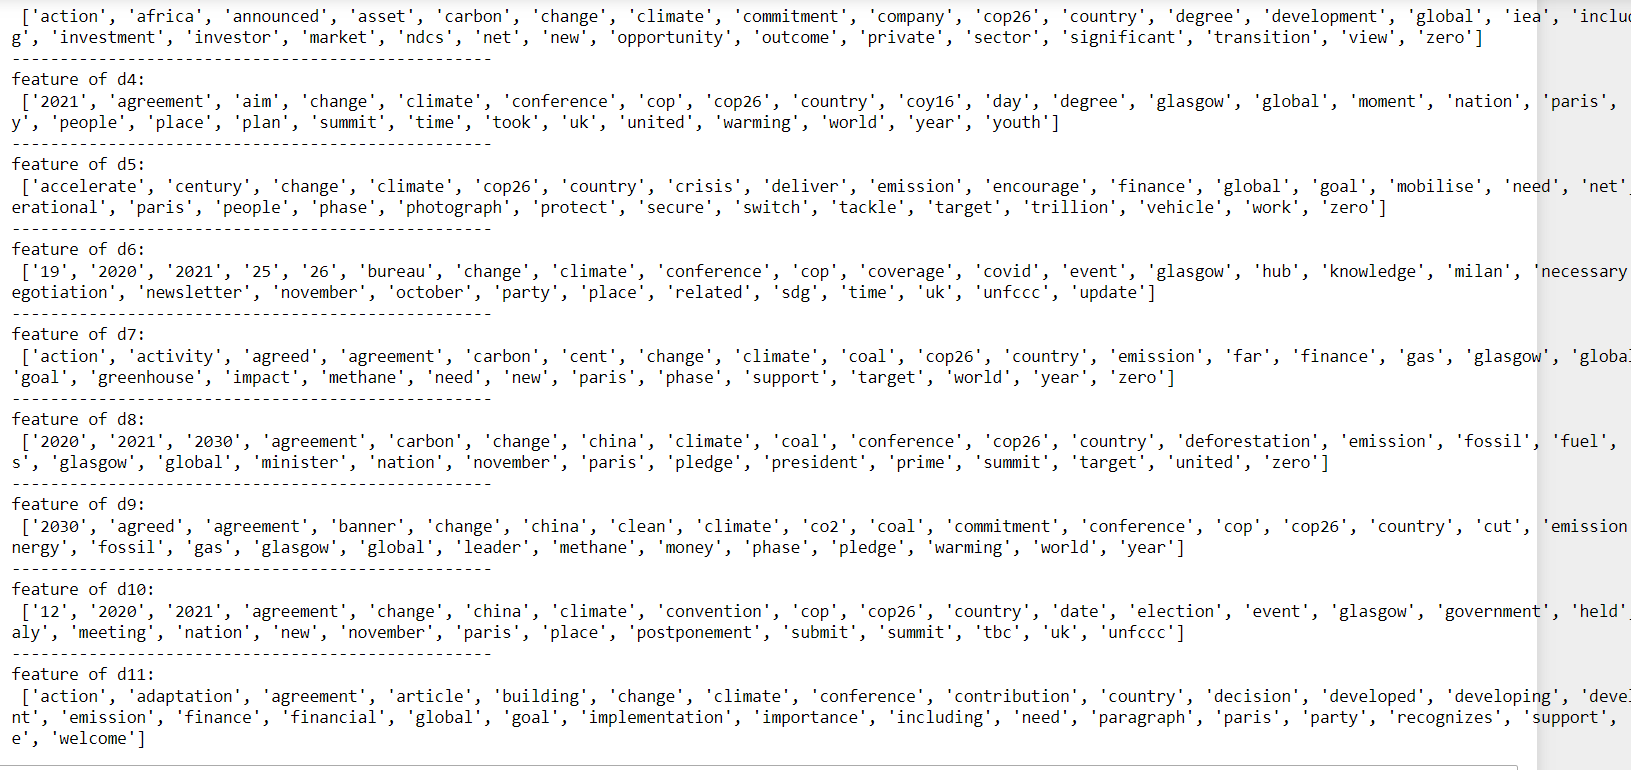 ['action', 'africa', 'announced', 'asset', 'carbon', 'change', 'climate', 'commitment', 'company', 'cop26', 'country', 'degree', 'development', 'global', 'iea', 'includ
g', 'investment', 'investor', 'market', 'ndcs', 'net', 'new', 'opportunity', 'outcome', 'private', 'sector', 'significant', 'transition', 'view', 'zero']
--------------------------------------------------
feature of d4:
['2021', 'agreement', 'aim', 'change', 'climate', 'conference', 'cop', 'cop26', 'country', 'coy16', 'day', 'degree', 'glasgow', 'global', 'moment', 'nation', 'paris',
y', 'people', 'place', 'plan', 'summit', 'time', 'took', 'uk', 'united', 'warming', 'world', 'year', 'youth']
--------------------------------------------------
feature of d5:
['accelerate', 'century', 'change', 'climate', 'cop26', 'country', 'crisis', 'deliver', 'emission', 'encourage', 'finance', 'global', 'goal', 'mobilise', 'need', 'net',
erational', 'paris', 'people', 'phase', 'photograph', 'protect', 'secure', 'switch', 'tackle', 'target', 'trillion', 'vehicle', 'work', 'zero']
--------------------------------------------------
feature of d6:
['19', '2020', '2021', '25', '26', 'bureau', 'change', 'climate', 'conference', 'cop', 'coverage', 'covid', 'event', 'glasgow', 'hub', 'knowledge', 'milan', 'necessary
egotiation', 'newsletter', 'november', 'october', 'party', 'place', 'related', 'sdg', 'time', 'uk', 'unfccc', 'update']
--------------------------------------------------
feature of d7:
['action', 'activity', 'agreed', 'agreement', 'carbon', 'cent', 'change', 'climate', 'coal', 'cop26', 'country', 'emission', 'far', 'finance', 'gas', 'glasgow', 'globa
'goal', 'greenhouse', 'impact', 'methane', 'need', 'new', 'paris', 'phase', 'support', 'target', 'world', 'year', 'zero']
--------------------------------------------------
feature of d8:
['2020', '2021', '2030', 'agreement', 'carbon', 'change', 'china', 'climate', 'coal', 'conference', 'cop26', 'country', 'deforestation', 'emission', 'fossil', 'fuel',
s', 'glasgow', 'global', 'minister', 'nation', 'november', 'paris', 'pledge', 'president', 'prime', 'summit', 'target', 'united', 'zero']
--------------------------------------------------
feature of d9:
['2030', 'agreed', 'agreement', 'banner', 'change', 'china', 'clean', 'climate', 'co2', 'coal', 'commitment', 'conference', 'cop', 'cop26', 'country', 'cut', 'emission
nergy', 'fossil', 'gas', 'glasgow', 'global', 'leader', 'methane', 'money', 'phase', 'pledge', 'warming', 'world', 'year']
--------------------------------------------------
feature of d10:
['12', '2020', '2021', 'agreement', 'change', 'china', 'climate', 'convention', 'cop', 'cop26', 'country', 'date', 'election', 'event', 'glasgow', 'government', 'held',
aly', 'meeting', 'nation', 'new', 'november', 'paris', 'place', 'postponement', 'submit', 'summit', 'tbc', 'uk', 'unfccc']
--------------------------------------------------
feature of d11:
['action', 'adaptation', 'agreement', 'article', 'building', 'change', 'climate', 'conference', 'contribution', 'country', 'decision', 'developed', 'developing', 'deve
nt', 'emission', 'finance', 'financial', 'global', 'goal', 'implementation', 'importance', 'including', 'need', 'paragraph', 'paris', 'party', 'recognizes', 'support',
e', 'welcome']